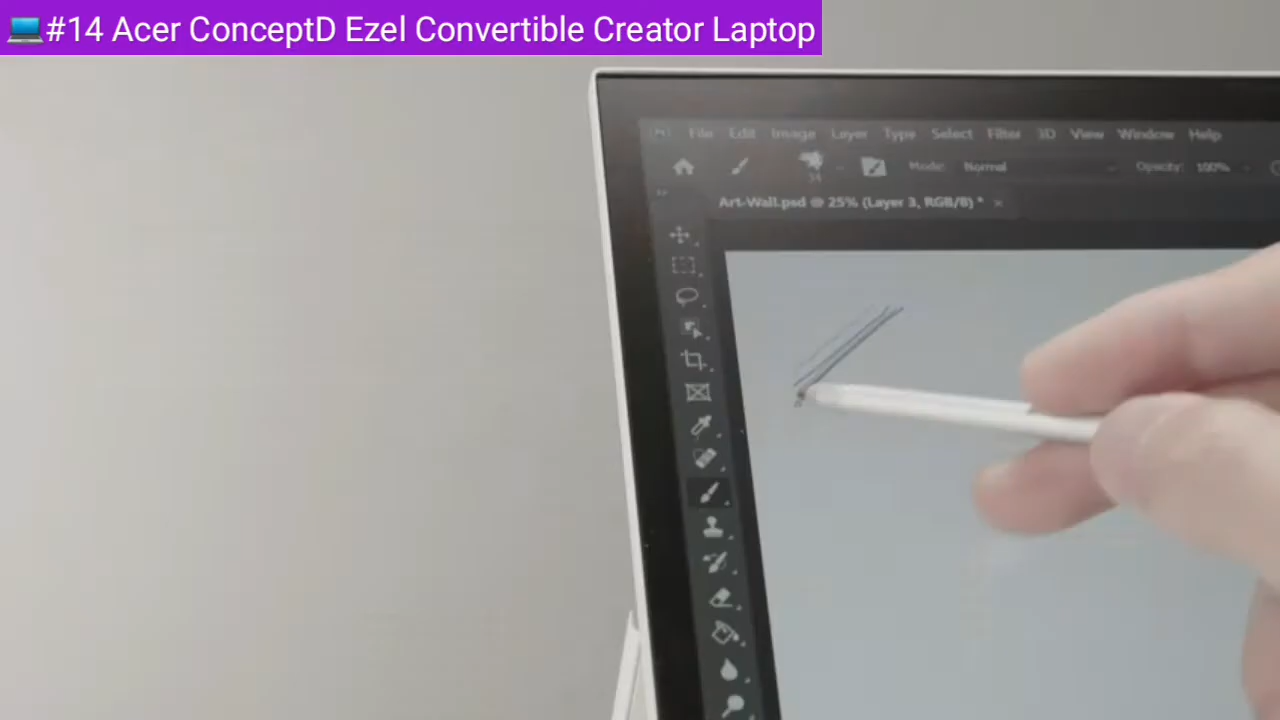 #14 Acer ConceptD Ezel Convertible Creator Laptop
File Edit Image Layer Type Select Filter 3D View Window Help
34 Mode: Normal Opacity: 100%
Art-Wall.psd @ 25% (Layer 3, RGB/8) * ×